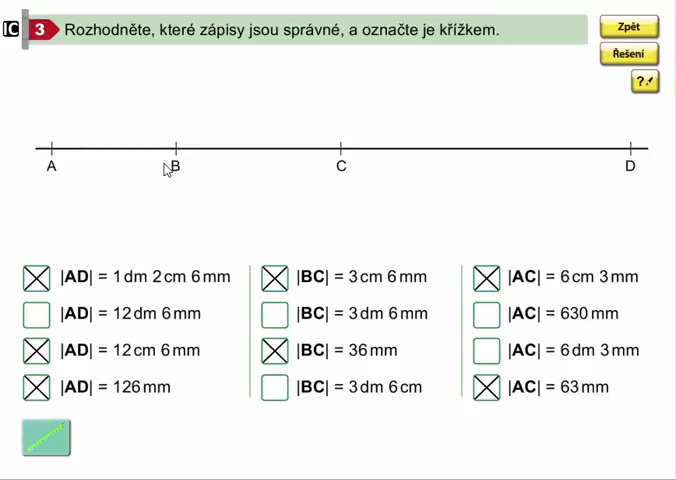 3 Rozhodněte, které zápisy jsou správné, a označte je křížkem.
Zpět
Řešení
?
A B C D
|AD| = 1 dm 2 cm 6 mm
|AD| = 12 dm 6 mm
|AD| = 12 cm 6 mm
|AD| = 126 mm
|BC| = 3 cm 6 mm
|BC| = 3 dm 6 mm
|BC| = 36 mm
|BC| = 3 dm 6 cm
|AC| = 6 cm 3 mm
|AC| = 630 mm
|AC| = 6 dm 3 mm
|AC| = 63 mm